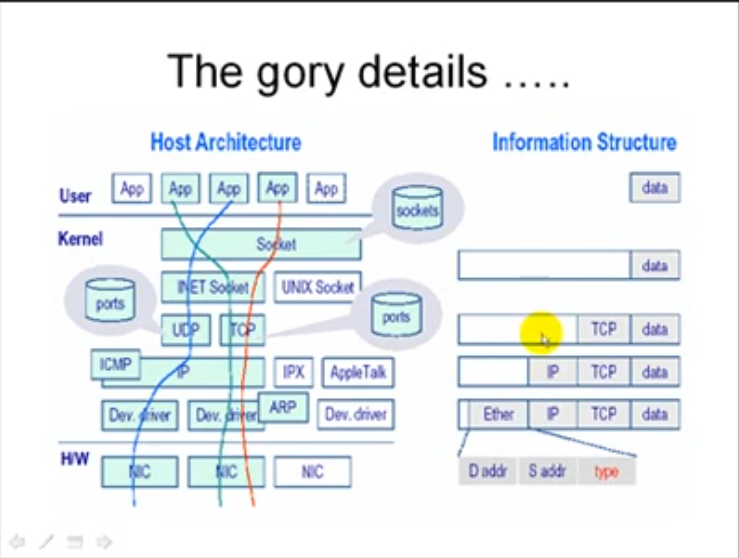 The gory details .....
Host Architecture
Information Structure
User App App App App App
data
sockets
Kernel
Socket
data
INET Socket UNIX Socket
ports
ports
UDP TCP
TCP data
ICMP
IP IPX AppleTalk
IP TCP data
Dev. driver Dev. driver ARP Dev. driver
Ether IP TCP data
H/W
NIC NIC NIC
D addr S addr type